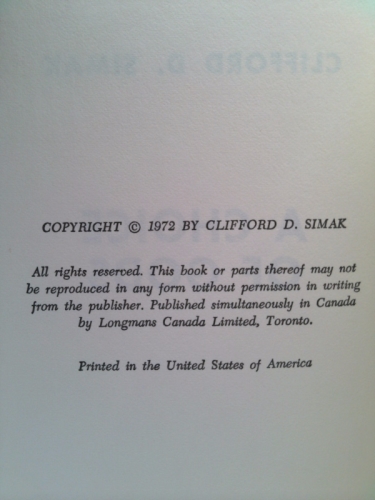 COPYRIGHT © 1972 BY CLIFFORD D. SIMAK
All rights reserved. This book or parts thereof may not
be reproduced in any form without permission in writing
from the publisher. Published simultaneously in Canada
by Longmans Canada Limited, Toronto.
Printed in the United States of America